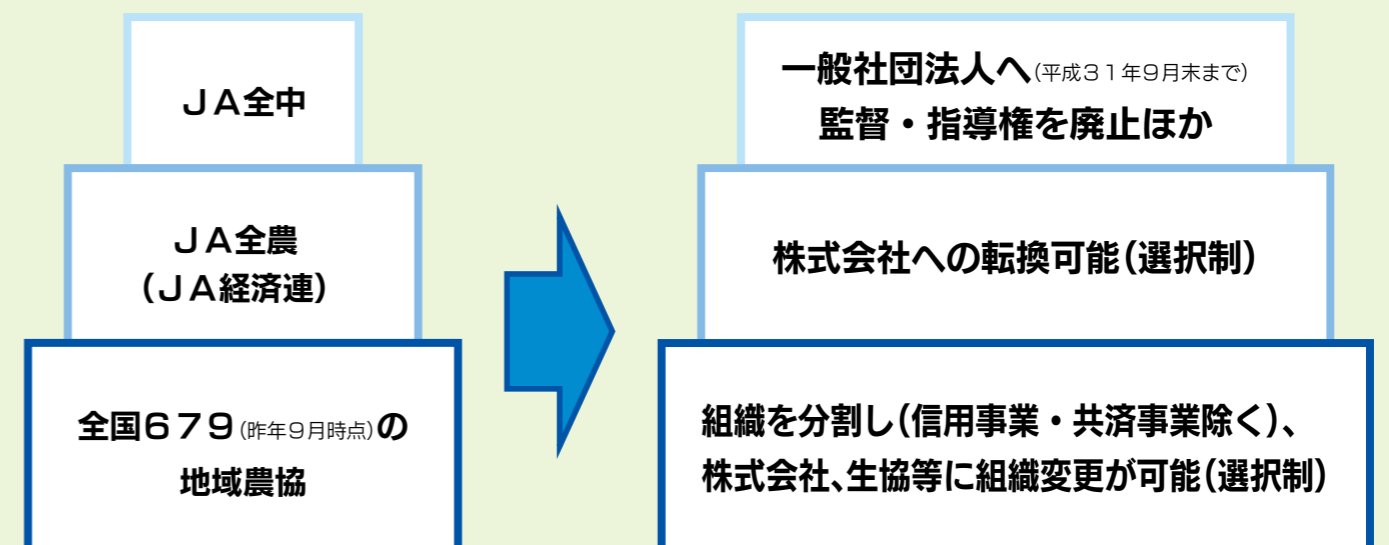 JA全中
JA全農
(JA経済連)
全国679(昨年9月時点)の
地域農協
一般社団法人へ(平成31年9月末まで)
監督・指導権を廃止ほか
株式会社への転換可能(選択制)
組織を分割し(信用事業・共済事業除く)、
株式会社、生協等に組織変更が可能(選択制)